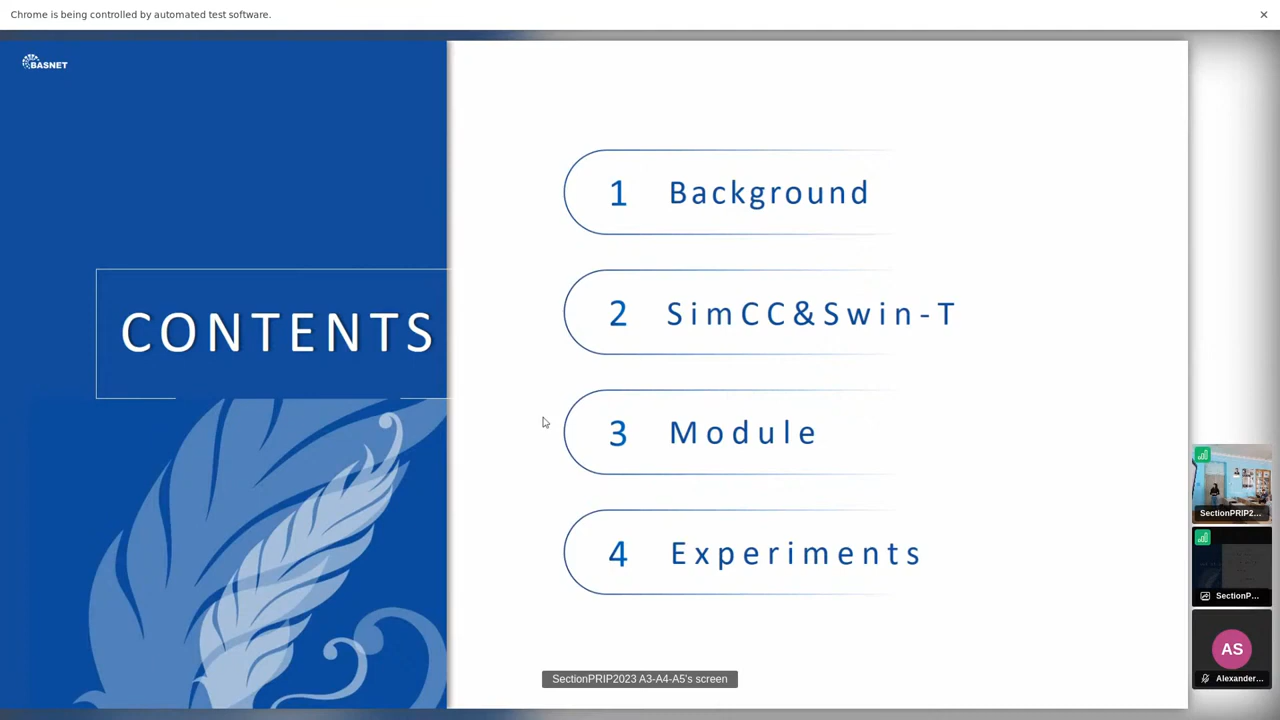 Chrome is being controlled by automated test software.
BASNET
CONTENTS
1 Background
2 SimCC&Swin-T
3 Module
4 Experiments
SectionPRIP2023 A3-A4-A5's screen
SectionPRIP2...
SectionP...
AS
Alexander...